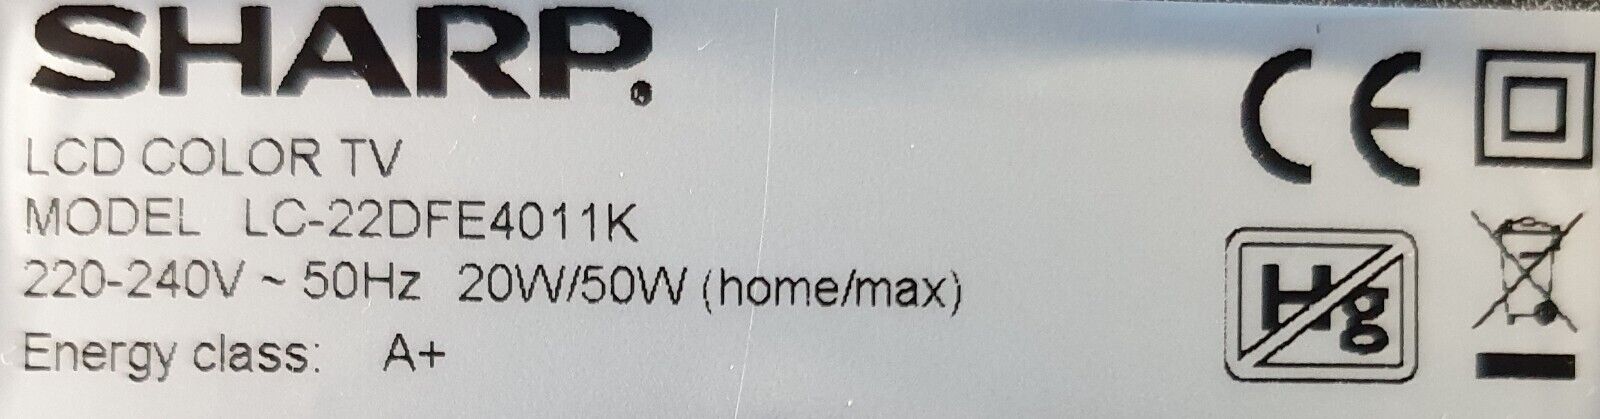 SHARP®
LCD COLOR TV
MODEL LC-22DFE4011K
220-240V ~ 50Hz 20W/50W (home/max)
Energy class: A+
CE
Hg